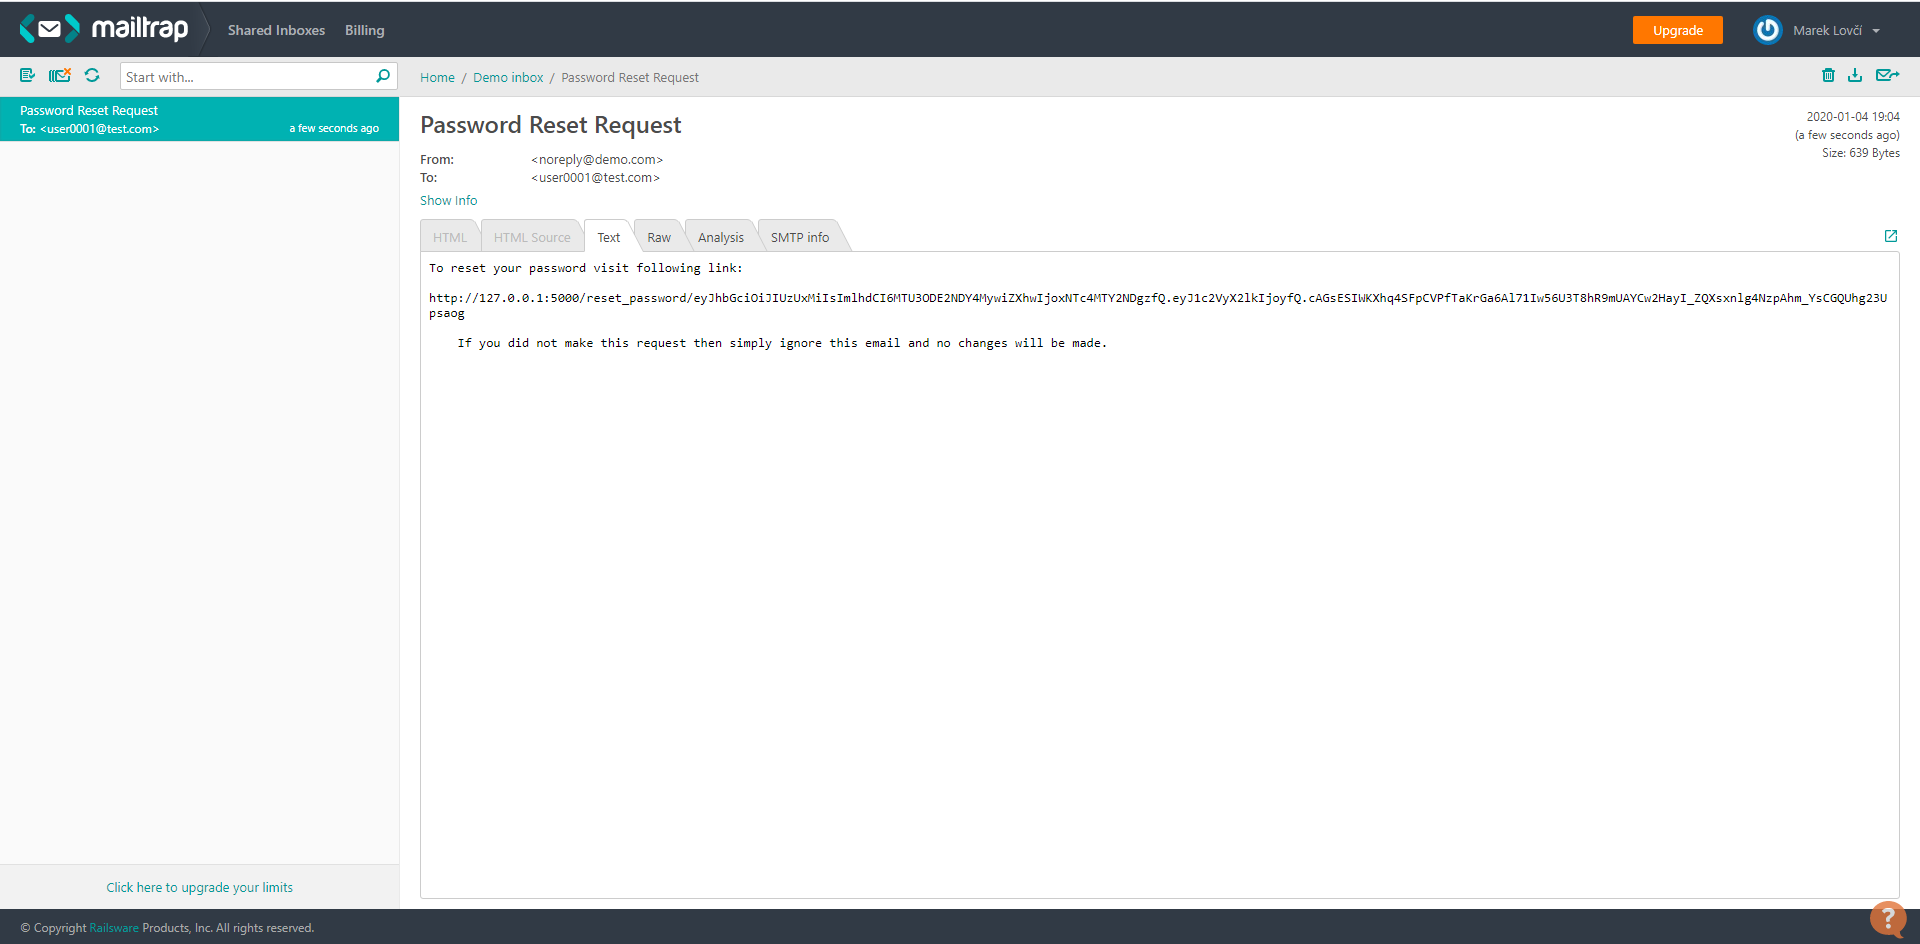 mailtrap
Shared Inboxes
Billing
Upgrade
Marek Lovčí
Start with...
Home / Demo inbox / Password Reset Request
Password Reset Request
To: <user0001@test.com>
a few seconds ago
Password Reset Request
2020-01-04 19:04
(a few seconds ago)
Size: 639 Bytes
From: <noreply@demo.com>
To: <user0001@test.com>
Show Info
HTML
HTML Source
Text
Raw
Analysis
SMTP info
To reset your password visit following link:
http://127.0.0.1:5000/reset_password/eyJhbGciOiJIUzUxMiIsImlhdCI6MTU3ODE2NDY4MywiZXhwIjoxNTc4MTY2NDgzfQ.eyJ1c2VyX2lkIjoyfQ.cAGsESIWKXhq4SFpCVPfTaKrGa6Al71Iw56U3T8hR9mUAYCw2HayI_ZQXsxnlg4NzpAhm_YsCGQUhg23U
psaog
If you did not make this request then simply ignore this email and no changes will be made.
Click here to upgrade your limits
© Copyright Railsware Products, Inc. All rights reserved.
?